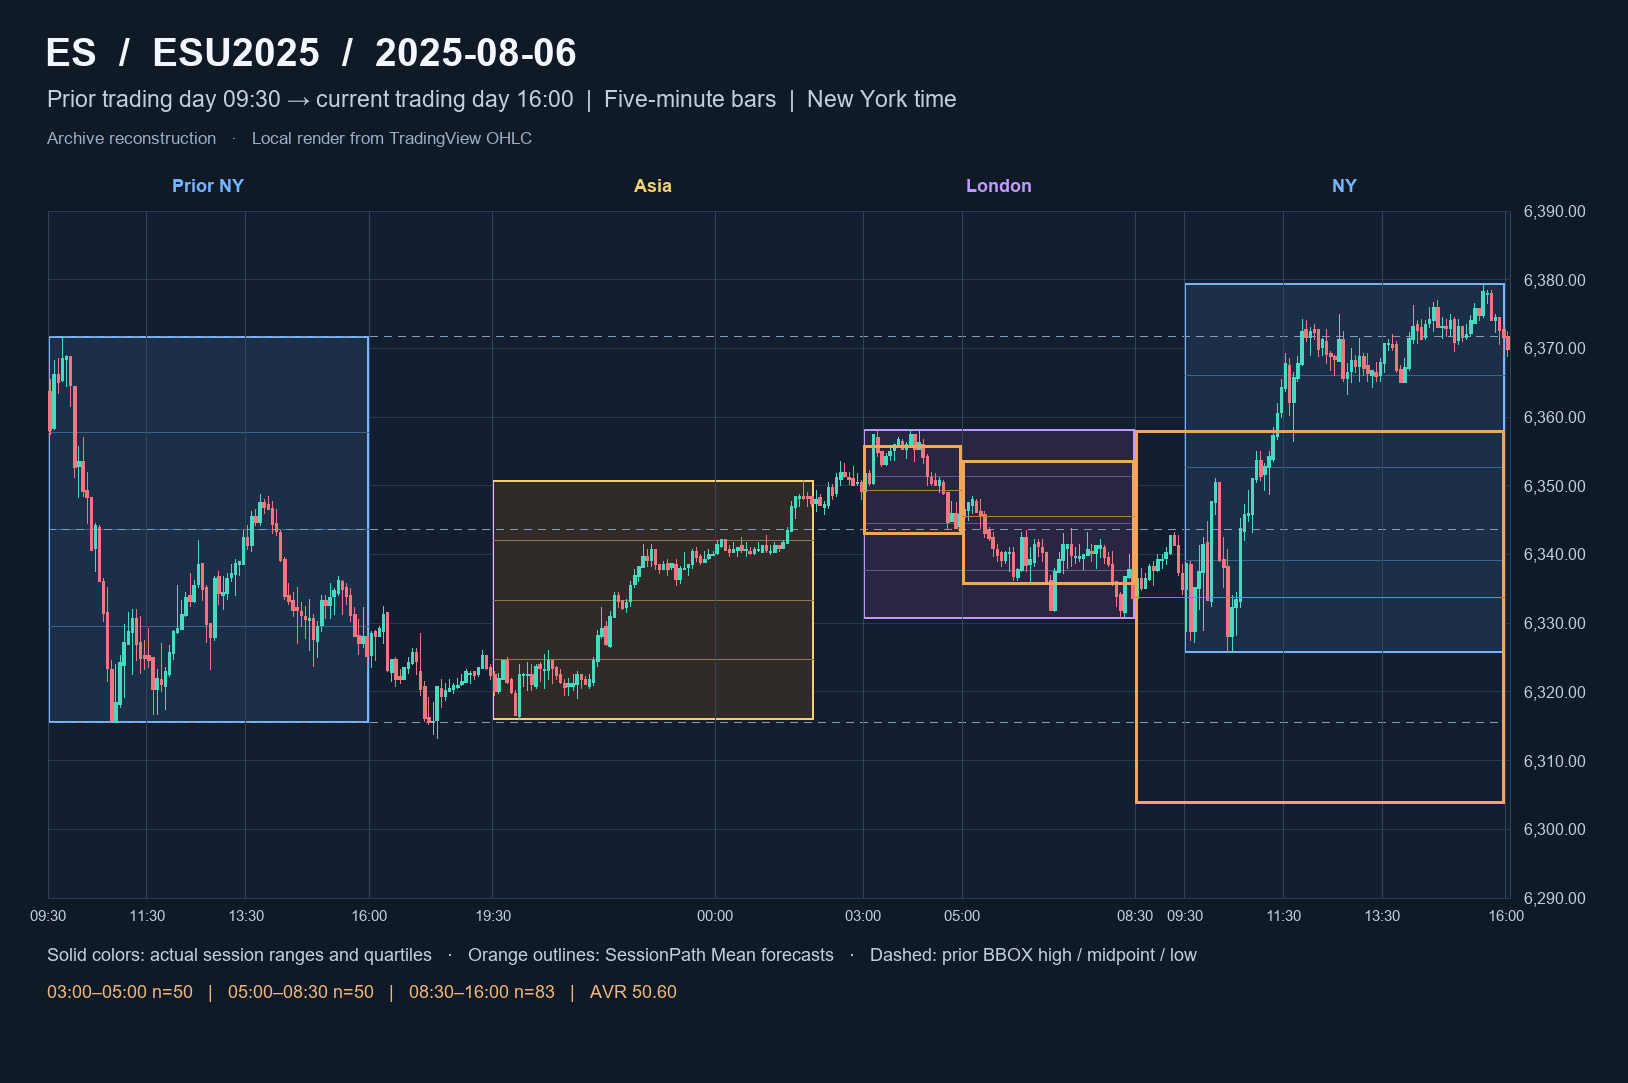 ES / ESU2025 / 2025-08-06
Prior trading day 09:30 → current trading day 16:00 | Five-minute bars | New York time
Archive reconstruction · Local render from TradingView OHLC
Prior NY Asia London NY
6,390.00
6,380.00
6,370.00
6,360.00
6,350.00
6,340.00
6,330.00
6,320.00
6,310.00
6,300.00
6,290.00
09:30 11:30 13:30 16:00 19:30 00:00 03:00 05:00 08:30 09:30 11:30 13:30 16:00
Solid colors: actual session ranges and quartiles · Orange outlines: SessionPath Mean forecasts · Dashed: prior BBOX high / midpoint / low
03:00–05:00 n=50 | 05:00–08:30 n=50 | 08:30–16:00 n=83 | AVR 50.60